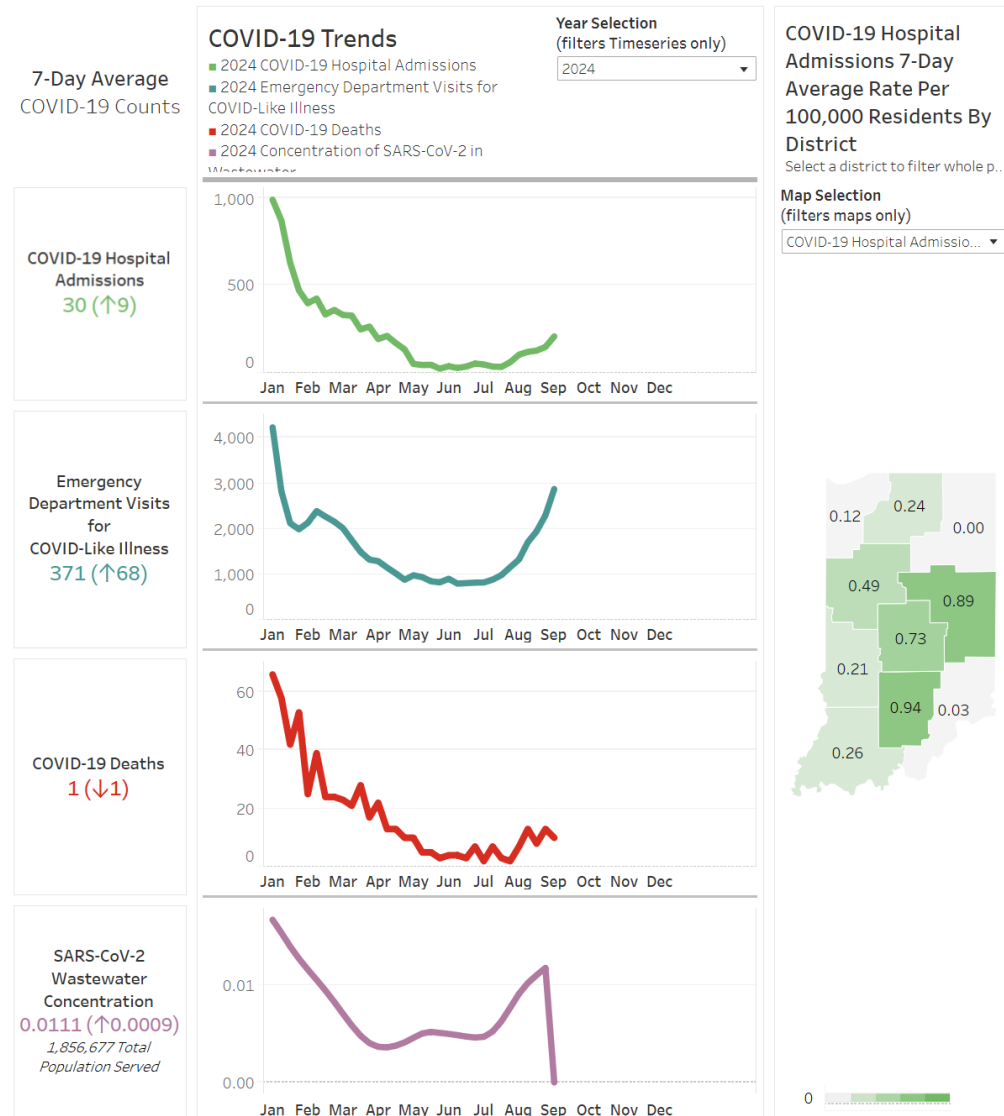 7-Day Average
COVID-19 Counts
COVID-19 Trends
■ 2024 COVID-19 Hospital Admissions
■ 2024 Emergency Department Visits for
COVID-Like Illness
■ 2024 COVID-19 Deaths
■ 2024 Concentration of SARS-CoV-2 in
Wastewater
Year Selection
(filters Timeseries only)
2024
COVID-19 Hospital
Admissions
30 (↑9)
1,000
500
0
Jan Feb Mar Apr May Jun Jul Aug Sep Oct Nov Dec
Emergency
Department Visits
for
COVID-Like Illness
371 (↑68)
4,000
3,000
2,000
1,000
0
Jan Feb Mar Apr May Jun Jul Aug Sep Oct Nov Dec
COVID-19 Deaths
1 (↓1)
60
40
20
0
Jan Feb Mar Apr May Jun Jul Aug Sep Oct Nov Dec
SARS-CoV-2
Wastewater
Concentration
0.0111 (↑0.0009)
1,856,677 Total
Population Served
0.01
0.00
Jan Feb Mar Apr May Jun Jul Aug Sep Oct Nov Dec
COVID-19 Hospital
Admissions 7-Day
Average Rate Per
100,000 Residents By
District
Select a district to filter whole p..
Map Selection
(filters maps only)
COVID-19 Hospital Admissio...
0.12
0.24
0.00
0.49
0.89
0.73
0.21
0.94
0.03
0.26
0